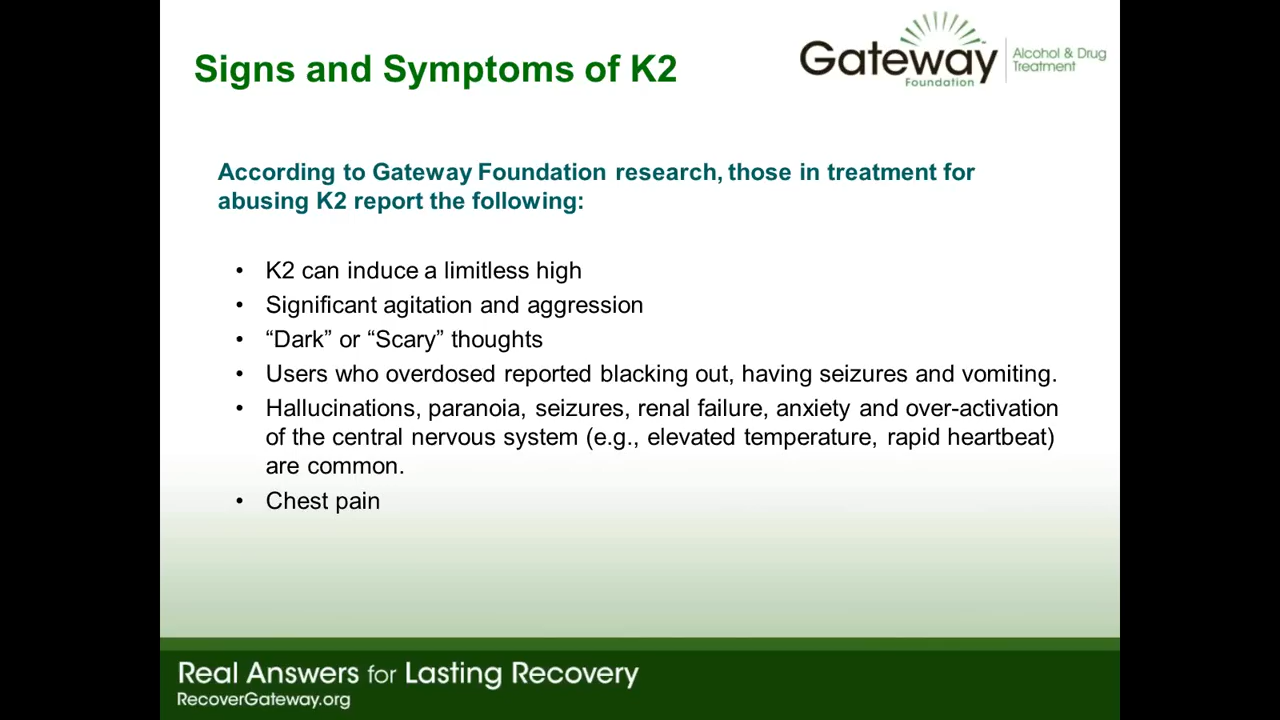 Signs and Symptoms of K2
Gateway
Foundation
Alcohol & Drug
Treatment
According to Gateway Foundation research, those in treatment for
abusing K2 report the following:
• K2 can induce a limitless high
• Significant agitation and aggression
• “Dark” or “Scary” thoughts
• Users who overdosed reported blacking out, having seizures and vomiting.
• Hallucinations, paranoia, seizures, renal failure, anxiety and over-activation
of the central nervous system (e.g., elevated temperature, rapid heartbeat)
are common.
• Chest pain
Real Answers for Lasting Recovery
RecoverGateway.org